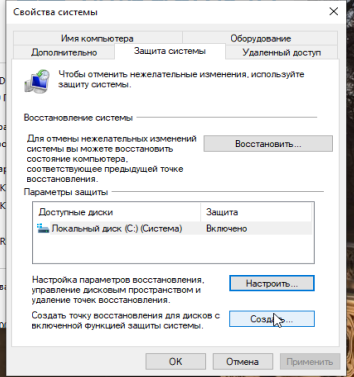 Свойства системы
Имя компьютера
Оборудование
Дополнительно
Защита системы
Удаленный доступ
Чтобы отменить нежелательные изменения, используйте
защиту системы.
Восстановление системы
Для отмены нежелательных изменений
системы вы можете восстановить
состояние компьютера,
соответствующее предыдущей точке
восстановления.
Восстановить...
Параметры защиты
Доступные диски
Защита
Локальный диск (C:) (Система)
Включено
Настройка параметров восстановления,
управление дисковым пространством и
удаление точек восстановления.
Настроить...
Создать точку восстановления для дисков с
включенной функцией защиты системы.
Создать...
ОК
Отмена
Применить